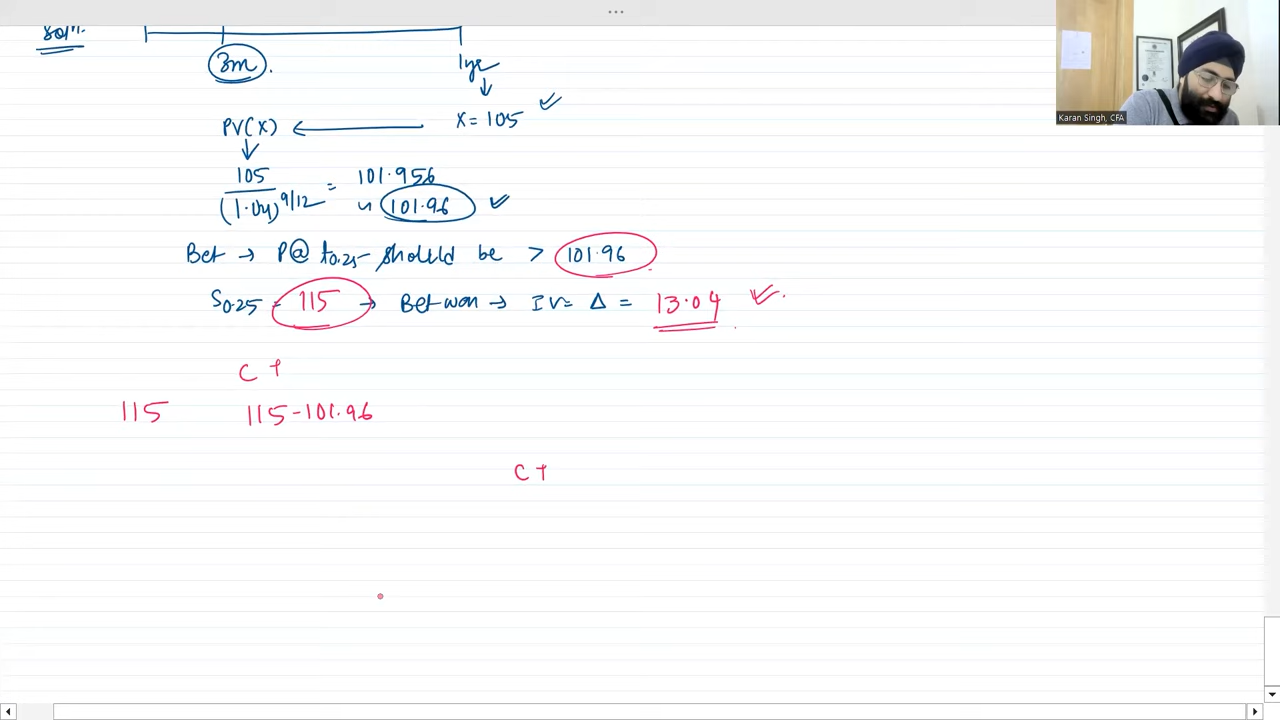 soln.
3m
1yr
PV(X)
X = 105
105
(1.04)^9/12
= 101.956
~ 101.96
Bet → P@ t0.25 - should be > 101.96
S0.25 = 115 → Bet won → IV = Δ = 13.04
C +
115 115-101.96
C +
Karan Singh, CFA